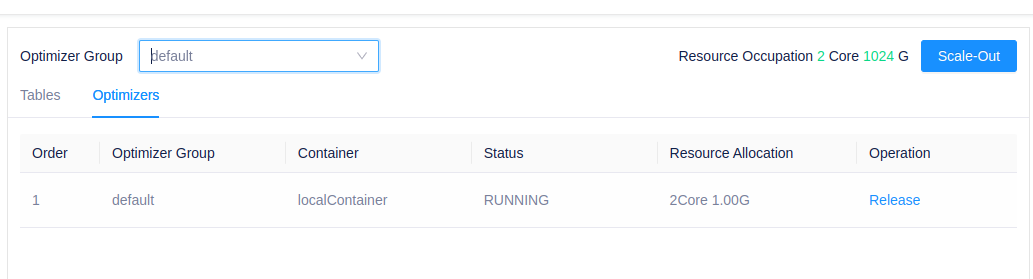 Optimizer Group default Resource Occupation 2 Core 1024 G Scale-Out
Tables Optimizers
Order Optimizer Group Container Status Resource Allocation Operation
1 default localContainer RUNNING 2Core 1.00G Release